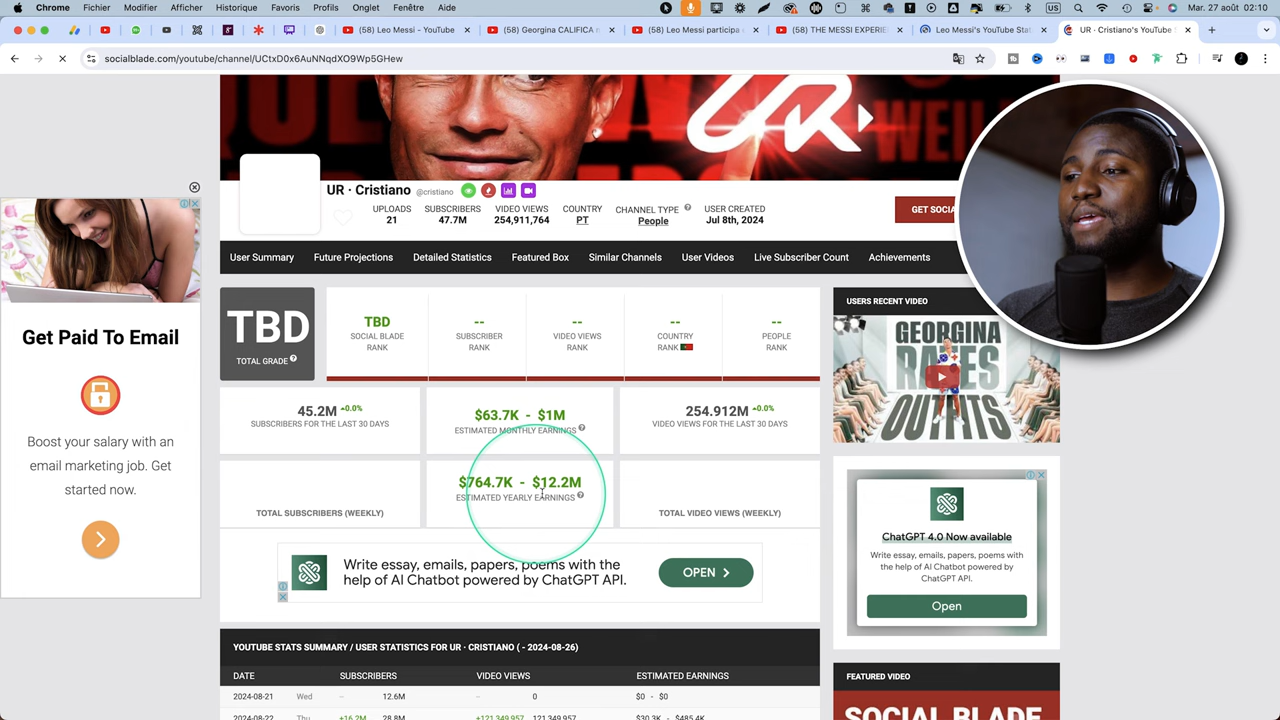 Chrome Fichier Modifier Afficher Historique Favoris Profils Onglet Fenêtre Aide Mar. 27 août 02:10
(58) Leo Messi - YouTube
(58) Georgina CALIFICA
(58) Leo Messi participa
(58) THE MESSI EXPERIE
Leo Messi's YouTube Stat
UR · Cristiano's YouTube
socialblade.com/youtube/channel/UCtxD0x6AuNNqdXO9Wp5GHew
UR
UR · Cristiano @cristiano
UPLOADS SUBSCRIBERS VIDEO VIEWS COUNTRY CHANNEL TYPE USER CREATED
21 47.7M 254,911,764 PT People Jul 8th, 2024
GET SOCIA
User Summary Future Projections Detailed Statistics Featured Box Similar Channels User Videos Live Subscriber Count Achievements
TBD
TOTAL GRADE
TBD -- -- -- --
SOCIAL BLADE SUBSCRIBER VIDEO VIEWS COUNTRY PEOPLE
RANK RANK RANK RANK RANK
45.2M +0.0%
SUBSCRIBERS FOR THE LAST 30 DAYS
$63.7K - $1M
ESTIMATED MONTHLY EARNINGS
254.912M +0.0%
VIDEO VIEWS FOR THE LAST 30 DAYS
TOTAL SUBSCRIBERS (WEEKLY)
$764.7K - $12.2M
ESTIMATED YEARLY EARNINGS
TOTAL VIDEO VIEWS (WEEKLY)
Write essay, emails, papers, poems with the
help of AI Chatbot powered by ChatGPT API.
OPEN
YOUTUBE STATS SUMMARY / USER STATISTICS FOR UR · CRISTIANO ( - 2024-08-26)
DATE SUBSCRIBERS VIDEO VIEWS ESTIMATED EARNINGS
2024-08-21 Wed -- 12.6M -- 0 $0 - $0
2024-08-22 Thu +16.2M 28.8M +121,349,957 121,349,957 $30.3K - $485.4K
Get Paid To Email
Boost your salary with an
email marketing job. Get
started now.
USERS RECENT VIDEO
GEORGINA
RATES
OUTFITS
ChatGPT 4.0 Now available
Write essay, emails, papers, poems with
the help of AI Chatbot powered by
ChatGPT API.
Open
FEATURED VIDEO
SOCIAL BLADE